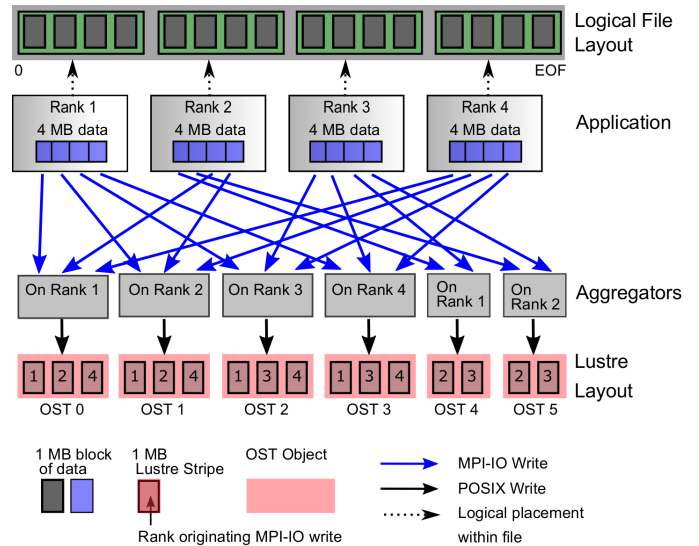 Logical File
Layout
0
EOF
Rank 1
4 MB data
Rank 2
4 MB data
Rank 3
4 MB data
Rank 4
4 MB data
Application
On Rank 1
On Rank 2
On Rank 3
On Rank 4
On
Rank 1
On
Rank 2
Aggregators
1 2 4
1 2 4
1 3 4
1 3 4
2 3
2 3
Lustre
Layout
OST 0
OST 1
OST 2
OST 3
OST 4
OST 5
1 MB block
of data
1 MB
Lustre Stripe
OST Object
Rank originating MPI-IO write
MPI-IO Write
POSIX Write
Logical placement
within file